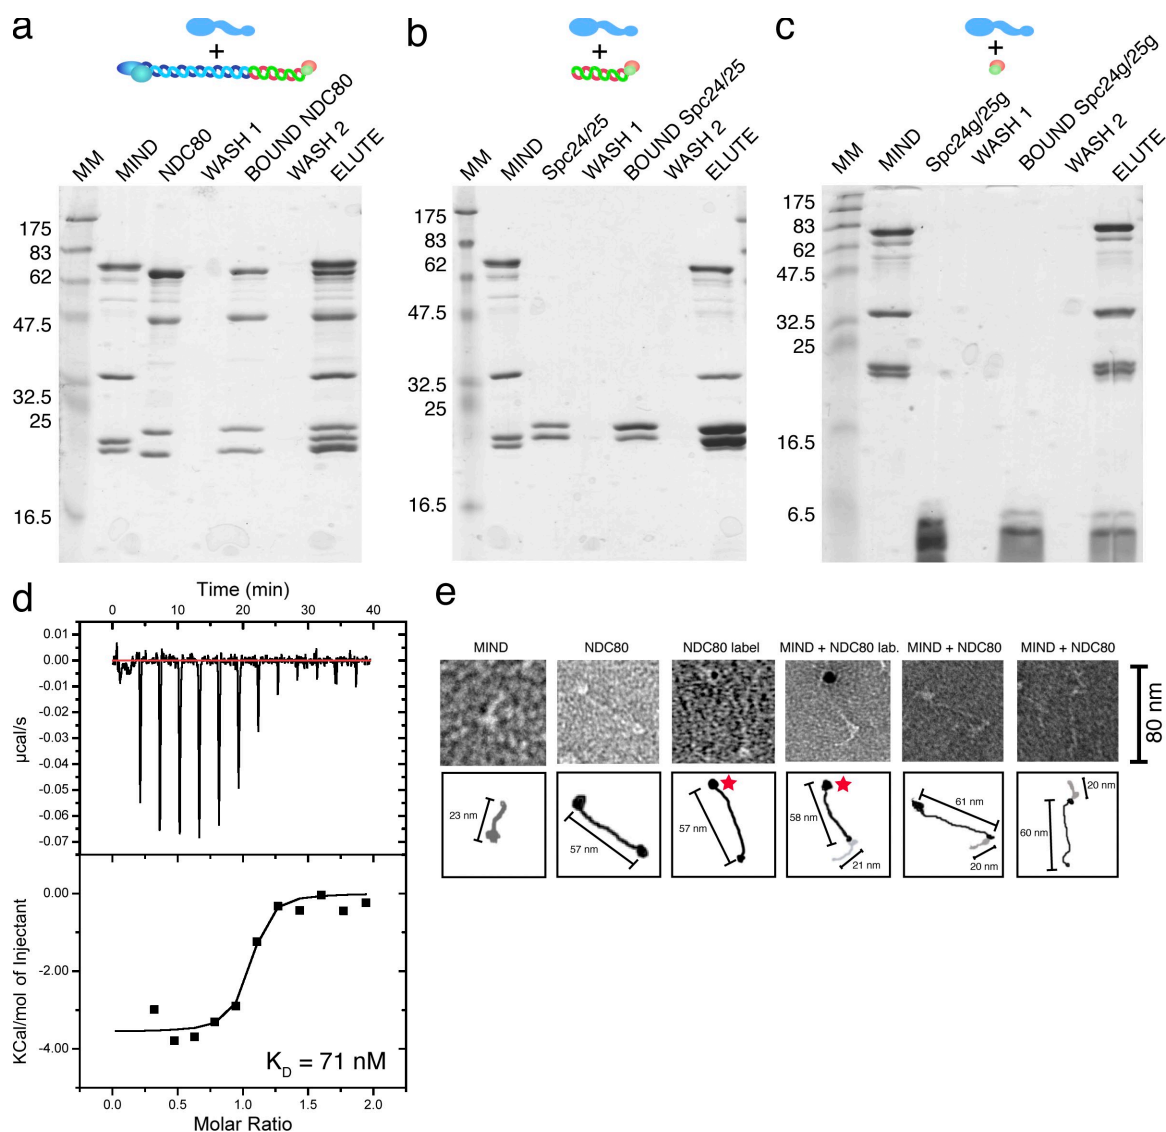 a
+
MM
MIND
NDC80
WASH 1
BOUND NDC80
WASH 2
ELUTE
175
83
62
47.5
32.5
25
16.5
b
+
MM
MIND
Spc24/25
WASH 1
BOUND Spc24/25
WASH 2
ELUTE
175
83
62
47.5
32.5
25
16.5
c
+
MM
MIND
Spc24g/25g
WASH 1
BOUND Spc24g/25g
WASH 2
ELUTE
175
83
62
47.5
32.5
25
16.5
6.5
d
Time (min)
0 10 20 30 40
0.01
0.00
-0.01
-0.02
-0.03
-0.04
-0.05
-0.06
-0.07
µcal/s
0.00
-2.00
-4.00
KCal/mol of Injectant
KD = 71 nM
0.0 0.5 1.0 1.5 2.0
Molar Ratio
e
MIND NDC80 NDC80 label MIND + NDC80 lab. MIND + NDC80 MIND + NDC80
80 nm
23 nm
57 nm
57 nm
58 nm
21 nm
61 nm
20 nm
60 nm
20 nm